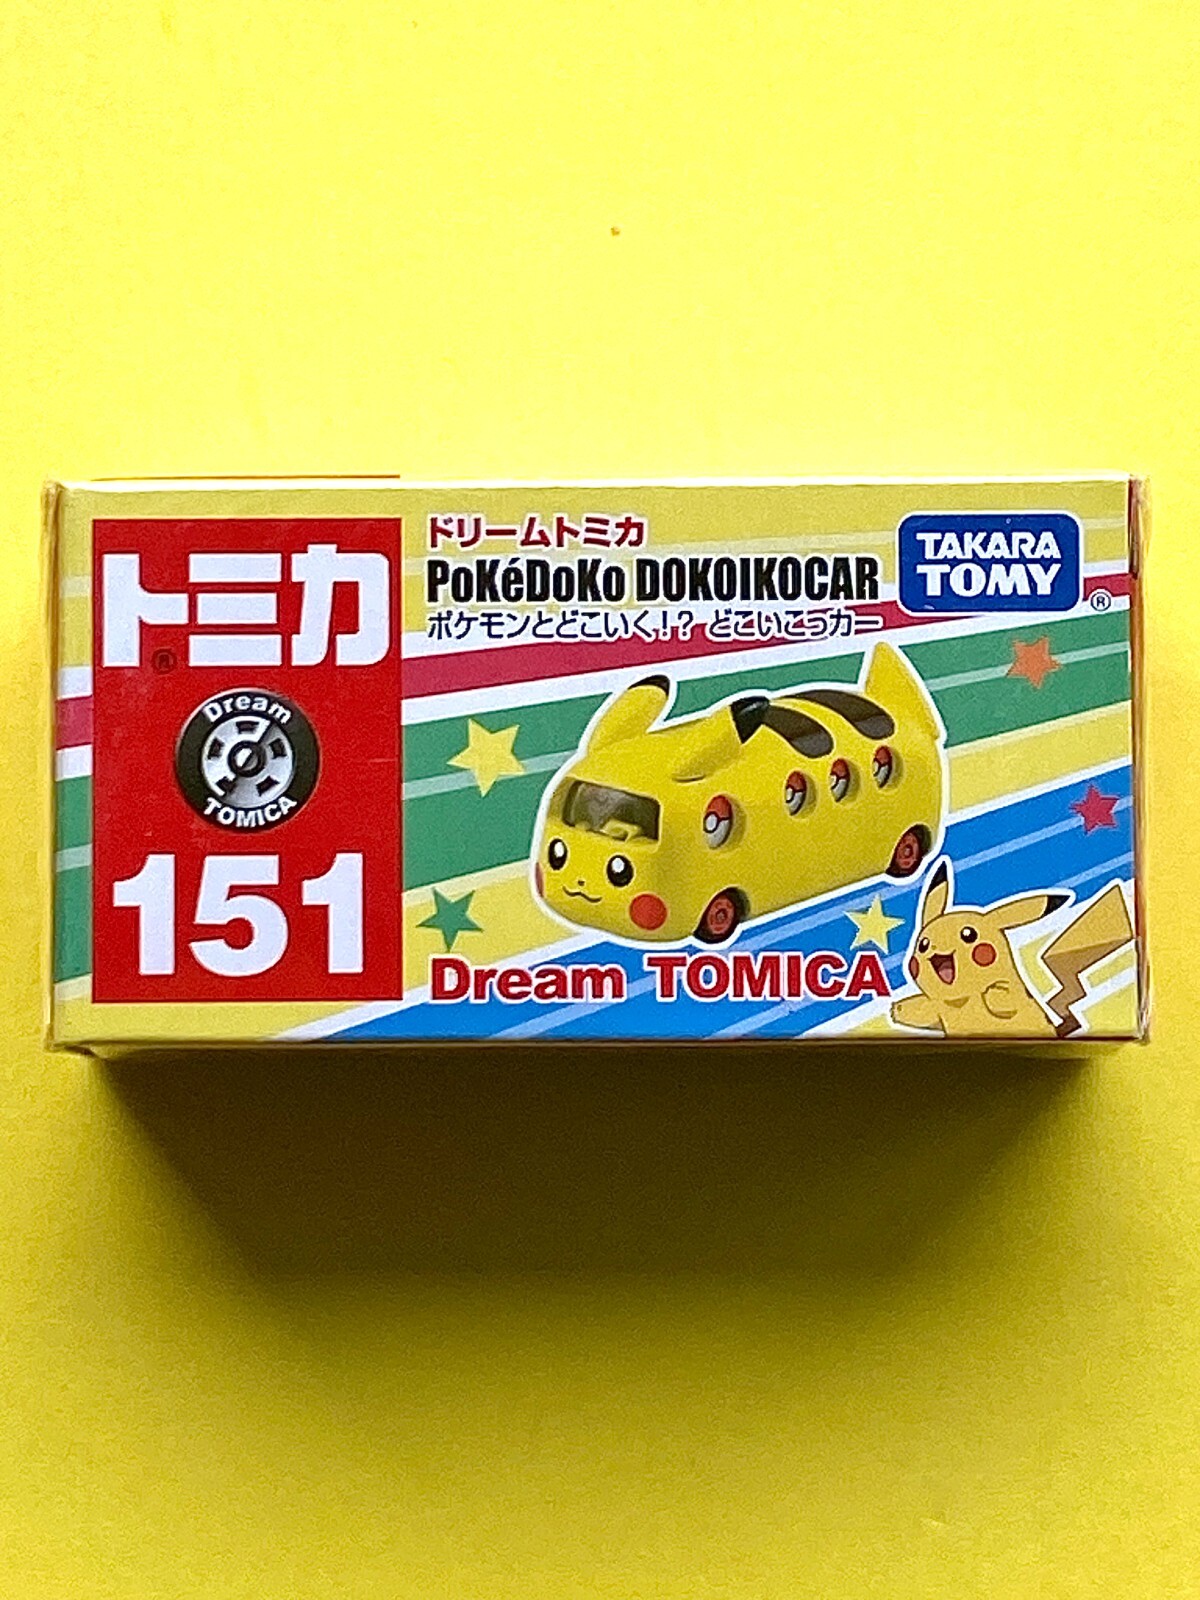 トミカ
®
Dream
TOMICA
151
ドリームトミカ
PoKéDoKo DOKOIKOCAR
ポケモンとどこいく!? どこいこっカー
TAKARA
TOMY
®
Dream TOMICA